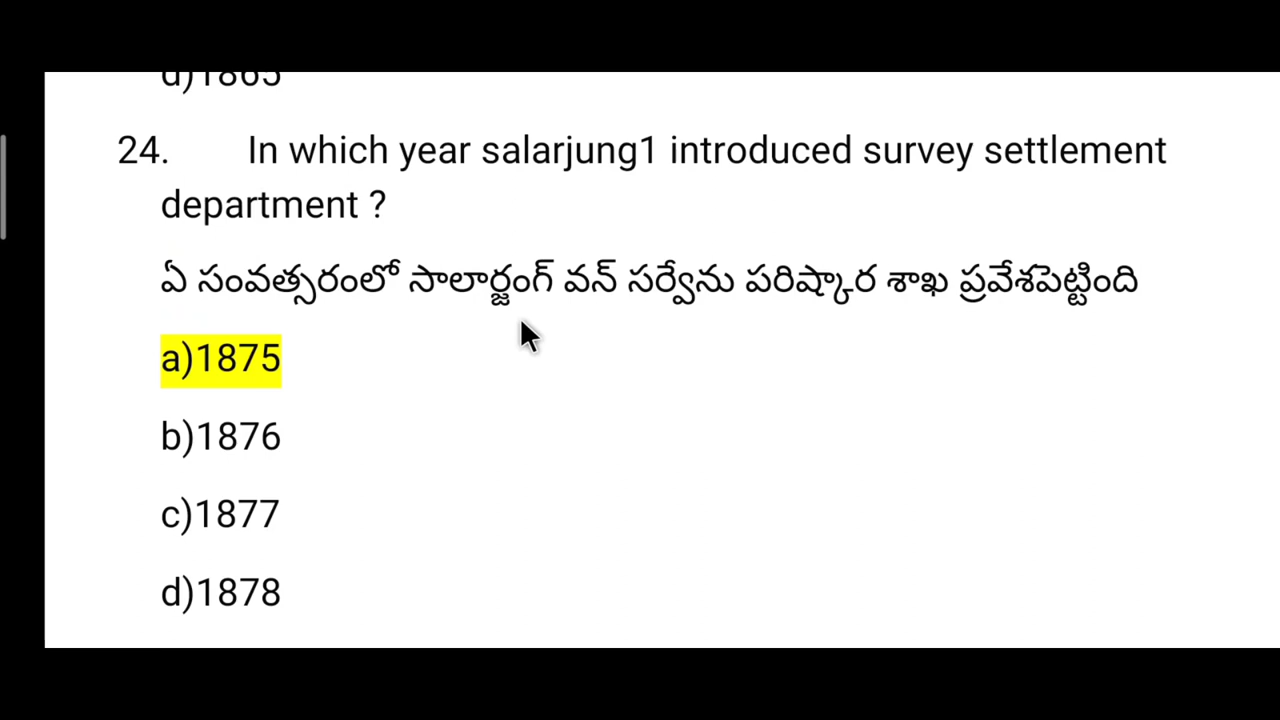 d)1865
24. In which year salarjung1 introduced survey settlement
department ?
ఏ సంవత్సరంలో సాలార్జంగ్ వన్ సర్వేను పరిష్కార శాఖ ప్రవేశపెట్టింది
a)1875
b)1876
c)1877
d)1878